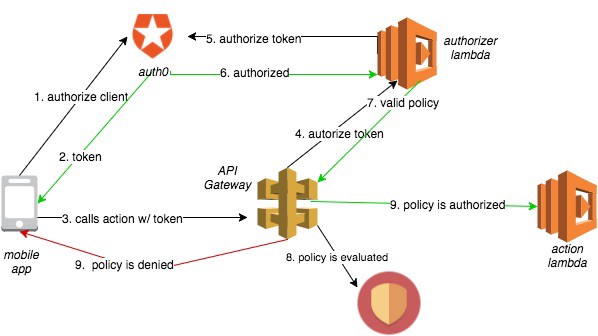 5. authorize token
authorizer
lambda
auth0
6. authorized
1. authorize client
7. valid policy
4. autorize token
2. token
API
Gateway
9. policy is authorized
3. calls action w/ token
mobile
app
9. policy is denied
8. policy is evaluated
action
lambda